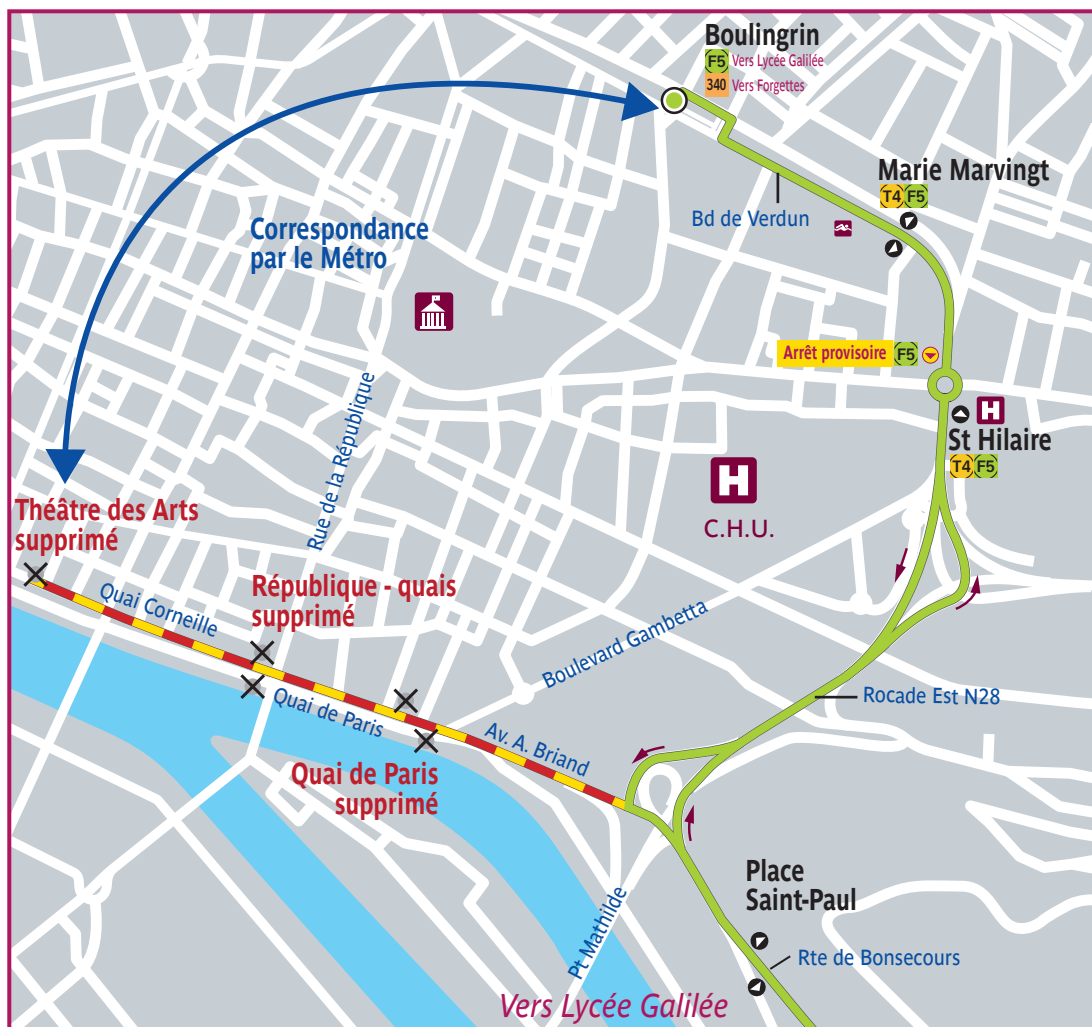 Boulingrin
F5 Vers Lycée Galilée
340 Vers Forgettes
Marie Marvingt
T4 F5
Bd de Verdun
Correspondance
par le Métro
Arrêt provisoire F5
H
St Hilaire
T4 F5
Rue de la République
H
C.H.U.
Théâtre des Arts
supprimé
Quai Corneille
République - quais
supprimé
Boulevard Gambetta
Quai de Paris
Rocade Est N28
Av. A. Briand
Quai de Paris
supprimé
Place
Saint-Paul
Pt Mathilde
Rte de Bonsecours
Vers Lycée Galilée